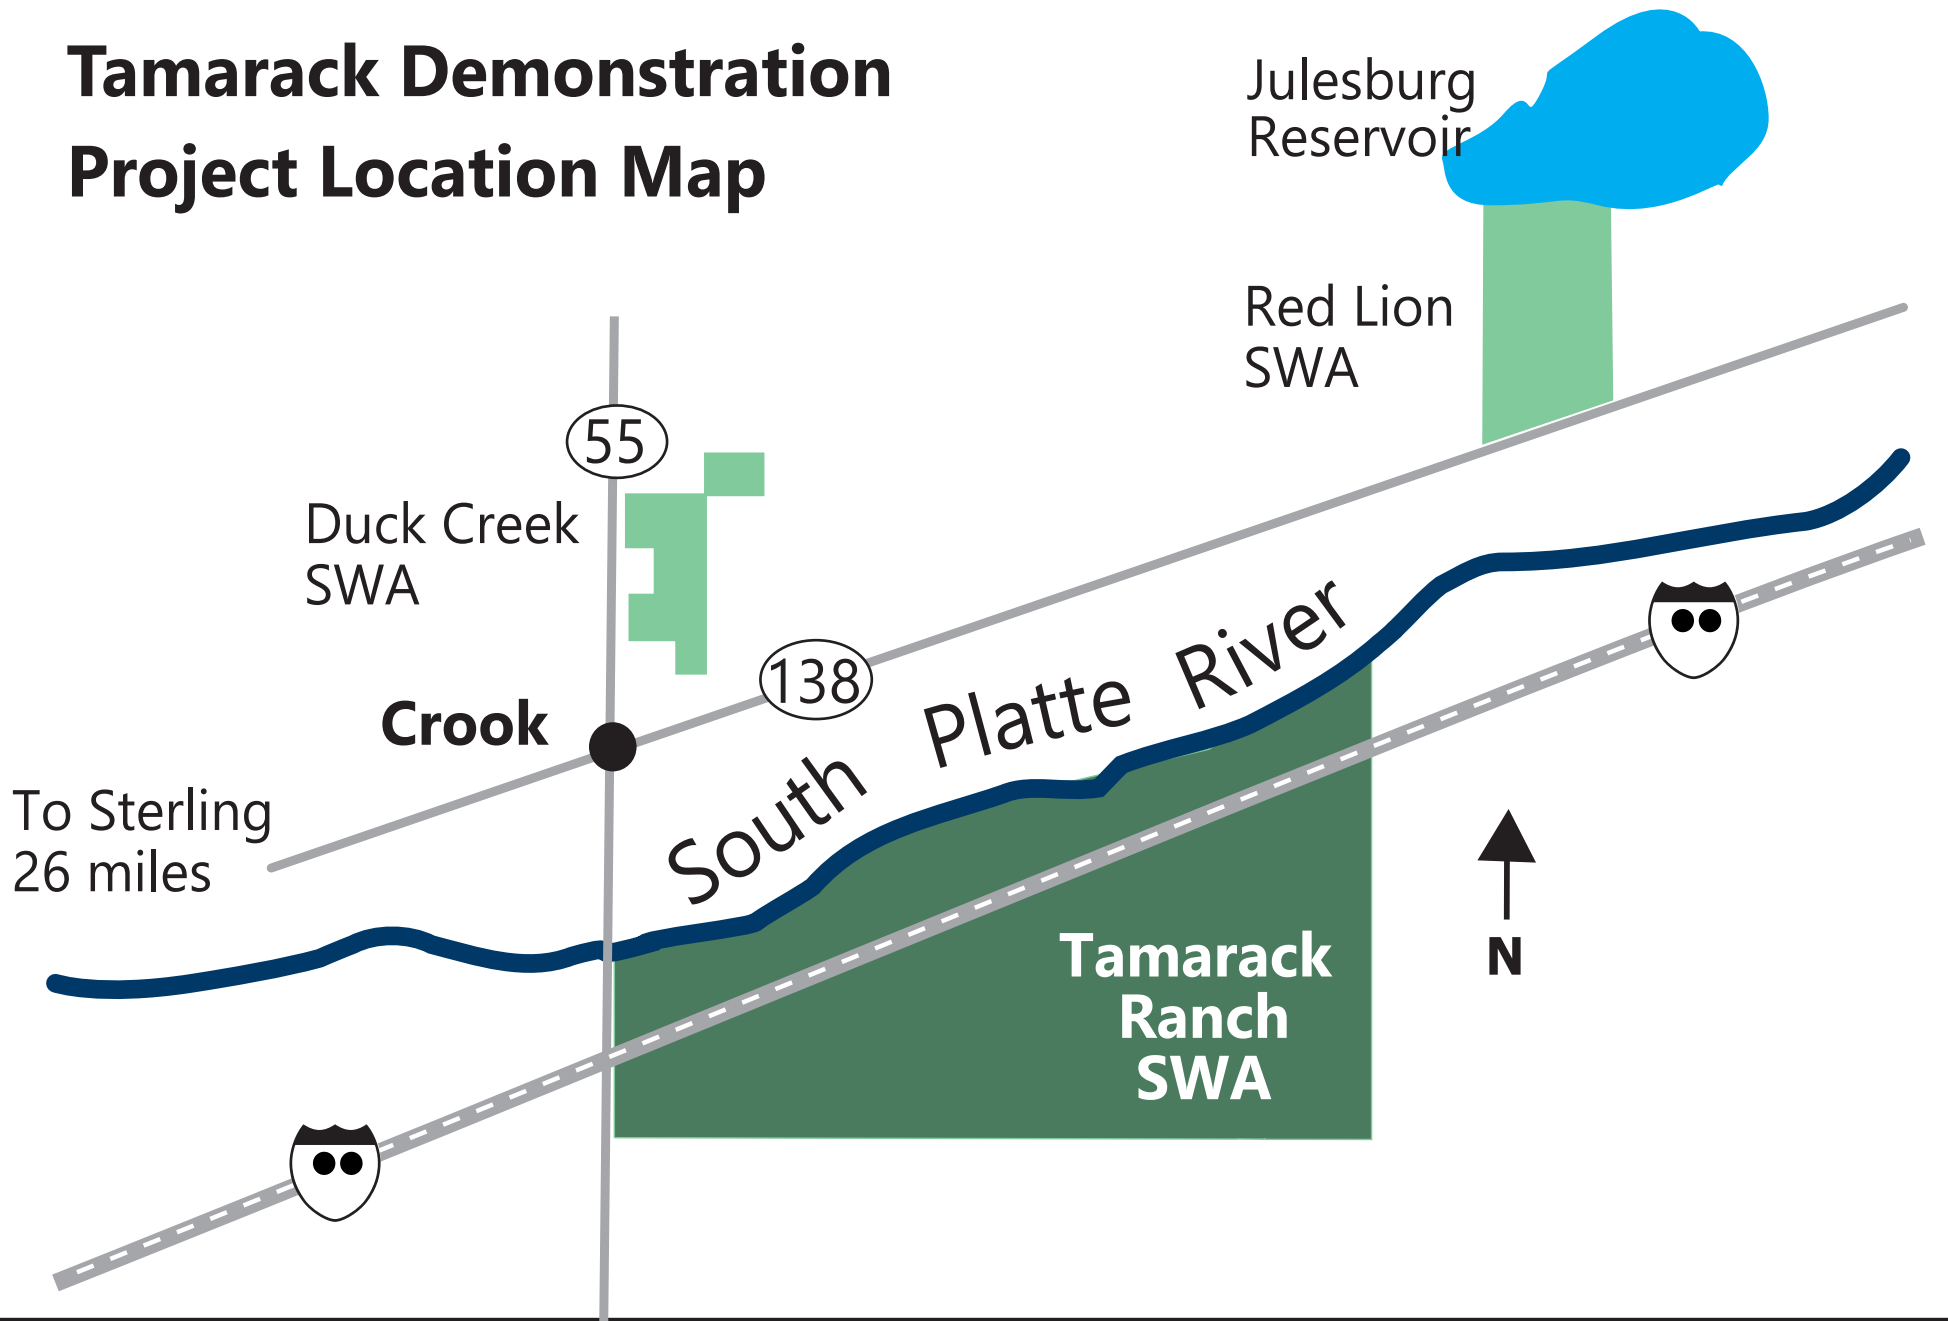 Tamarack Demonstration
Project Location Map
Julesburg
Reservoir
Red Lion
SWA
55
Duck Creek
SWA
138
Crook
South Platte River
To Sterling
26 miles
Tamarack
Ranch
SWA
N